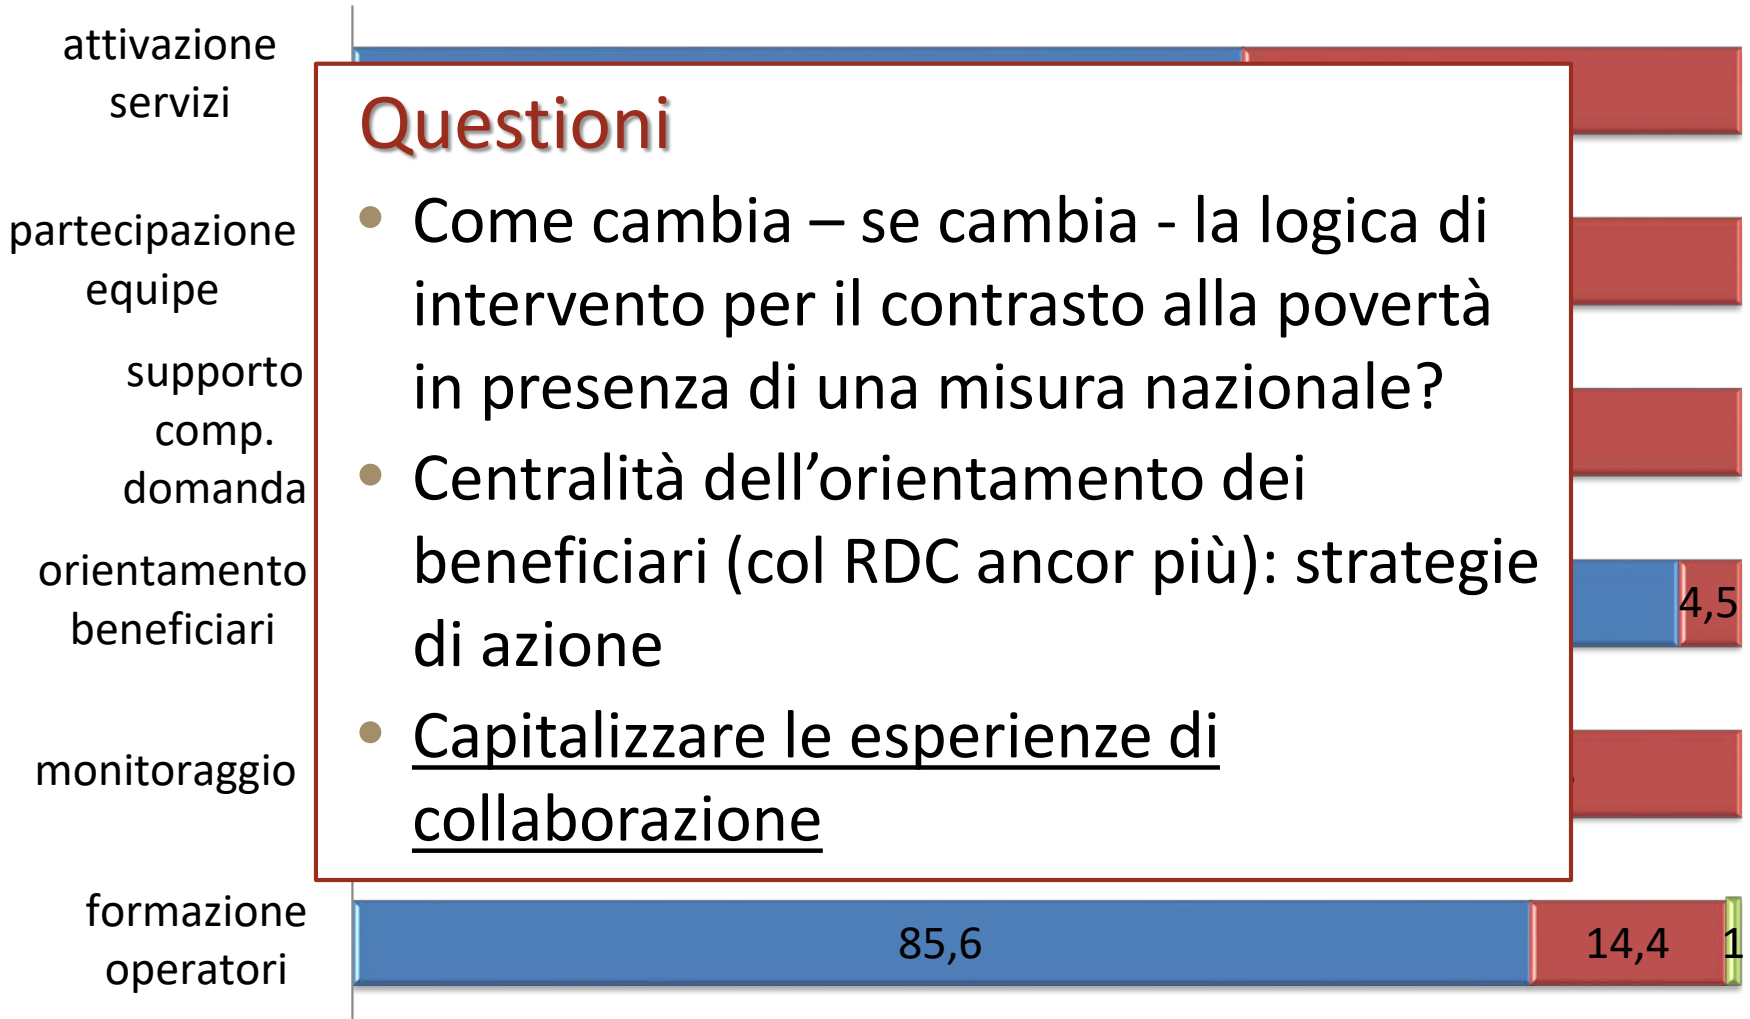 attivazione
servizi
partecipazione
equipe
supporto
comp.
domanda
orientamento
beneficiari
monitoraggio
formazione
operatori
Questioni
• Come cambia – se cambia - la logica di
intervento per il contrasto alla povertà
in presenza di una misura nazionale?
• Centralità dell’orientamento dei
beneficiari (col RDC ancor più): strategie
di azione
• Capitalizzare le esperienze di
collaborazione
4,5
85,6
14,4
1